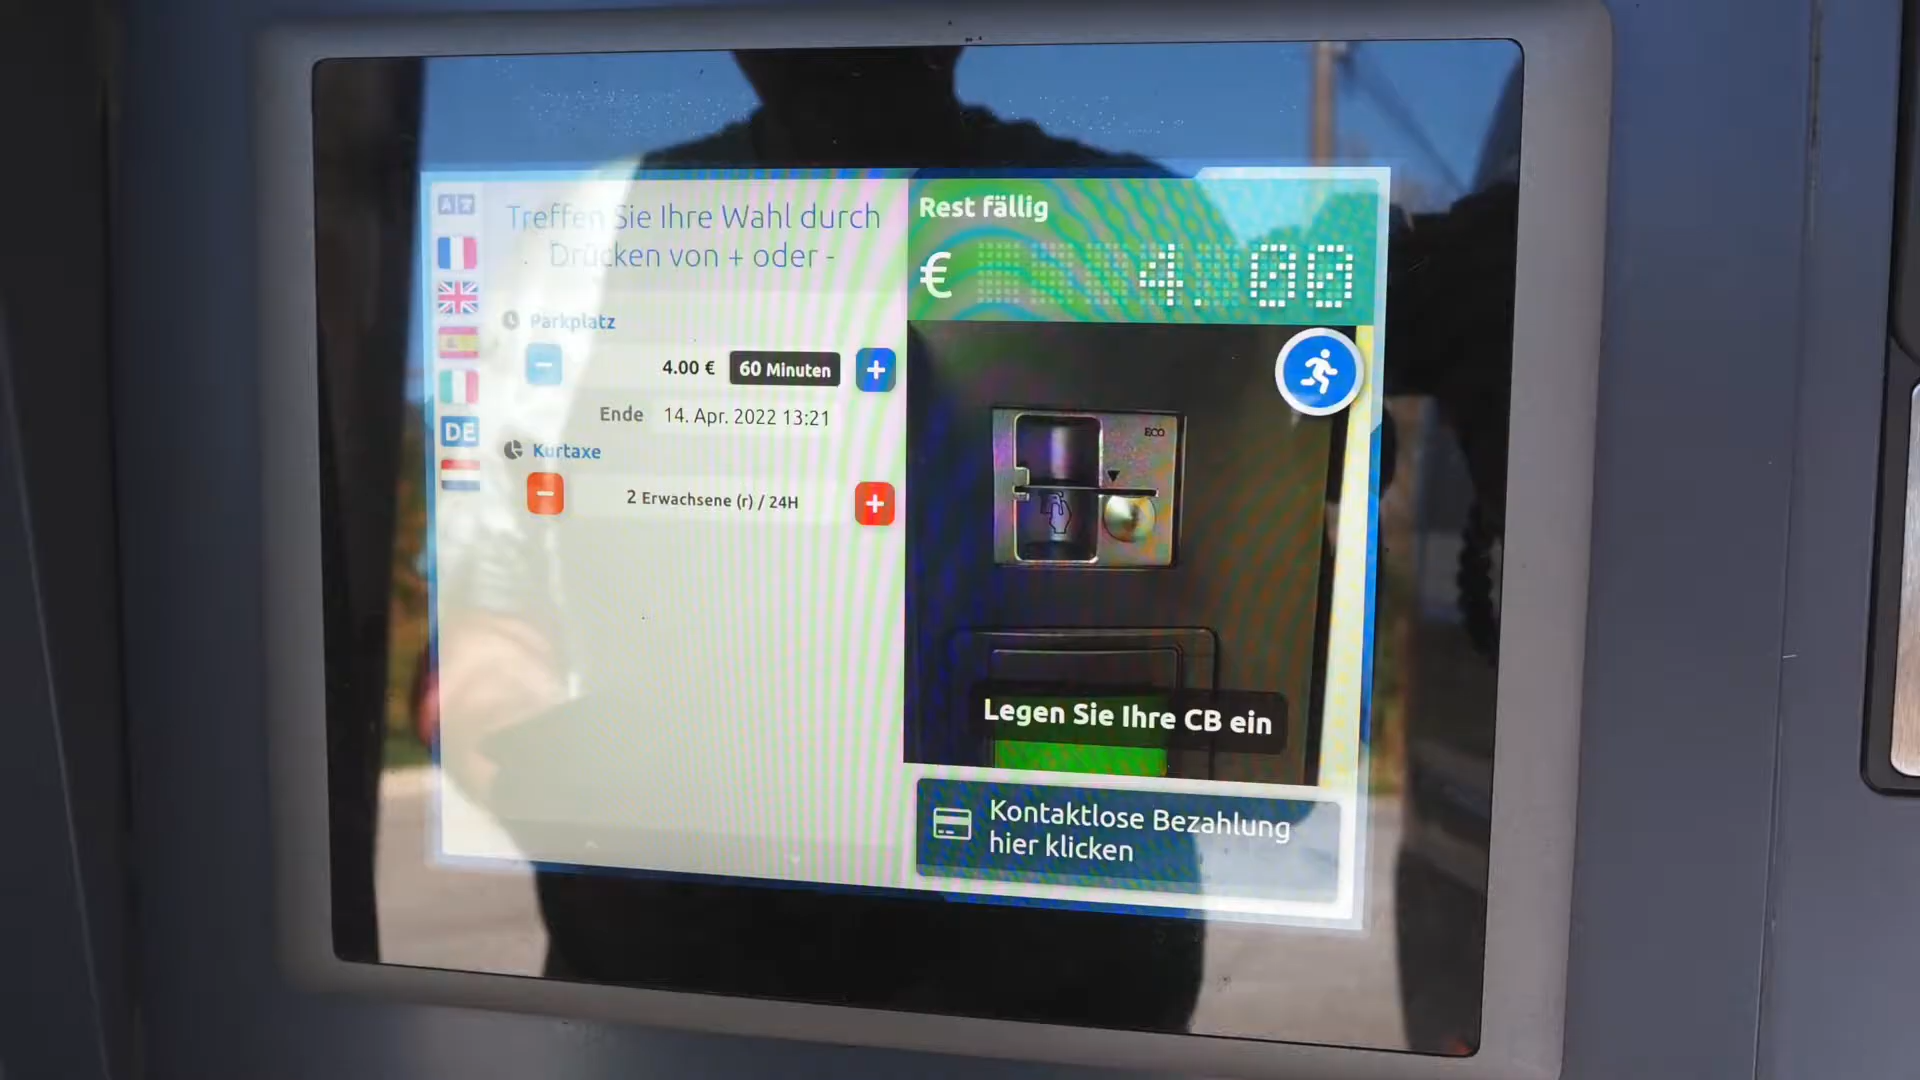 A
Treffen Sie Ihre Wahl durch
Drücken von + oder -
Parkplatz
- 4.00 € 60 Minuten +
Ende 14. Apr. 2022 13:21
DE
Kurtaxe
- 2 Erwachsene (r) / 24H +
Rest fällig
€ 4.00
ECO
Legen Sie Ihre CB ein
Kontaktlose Bezahlung
hier klicken